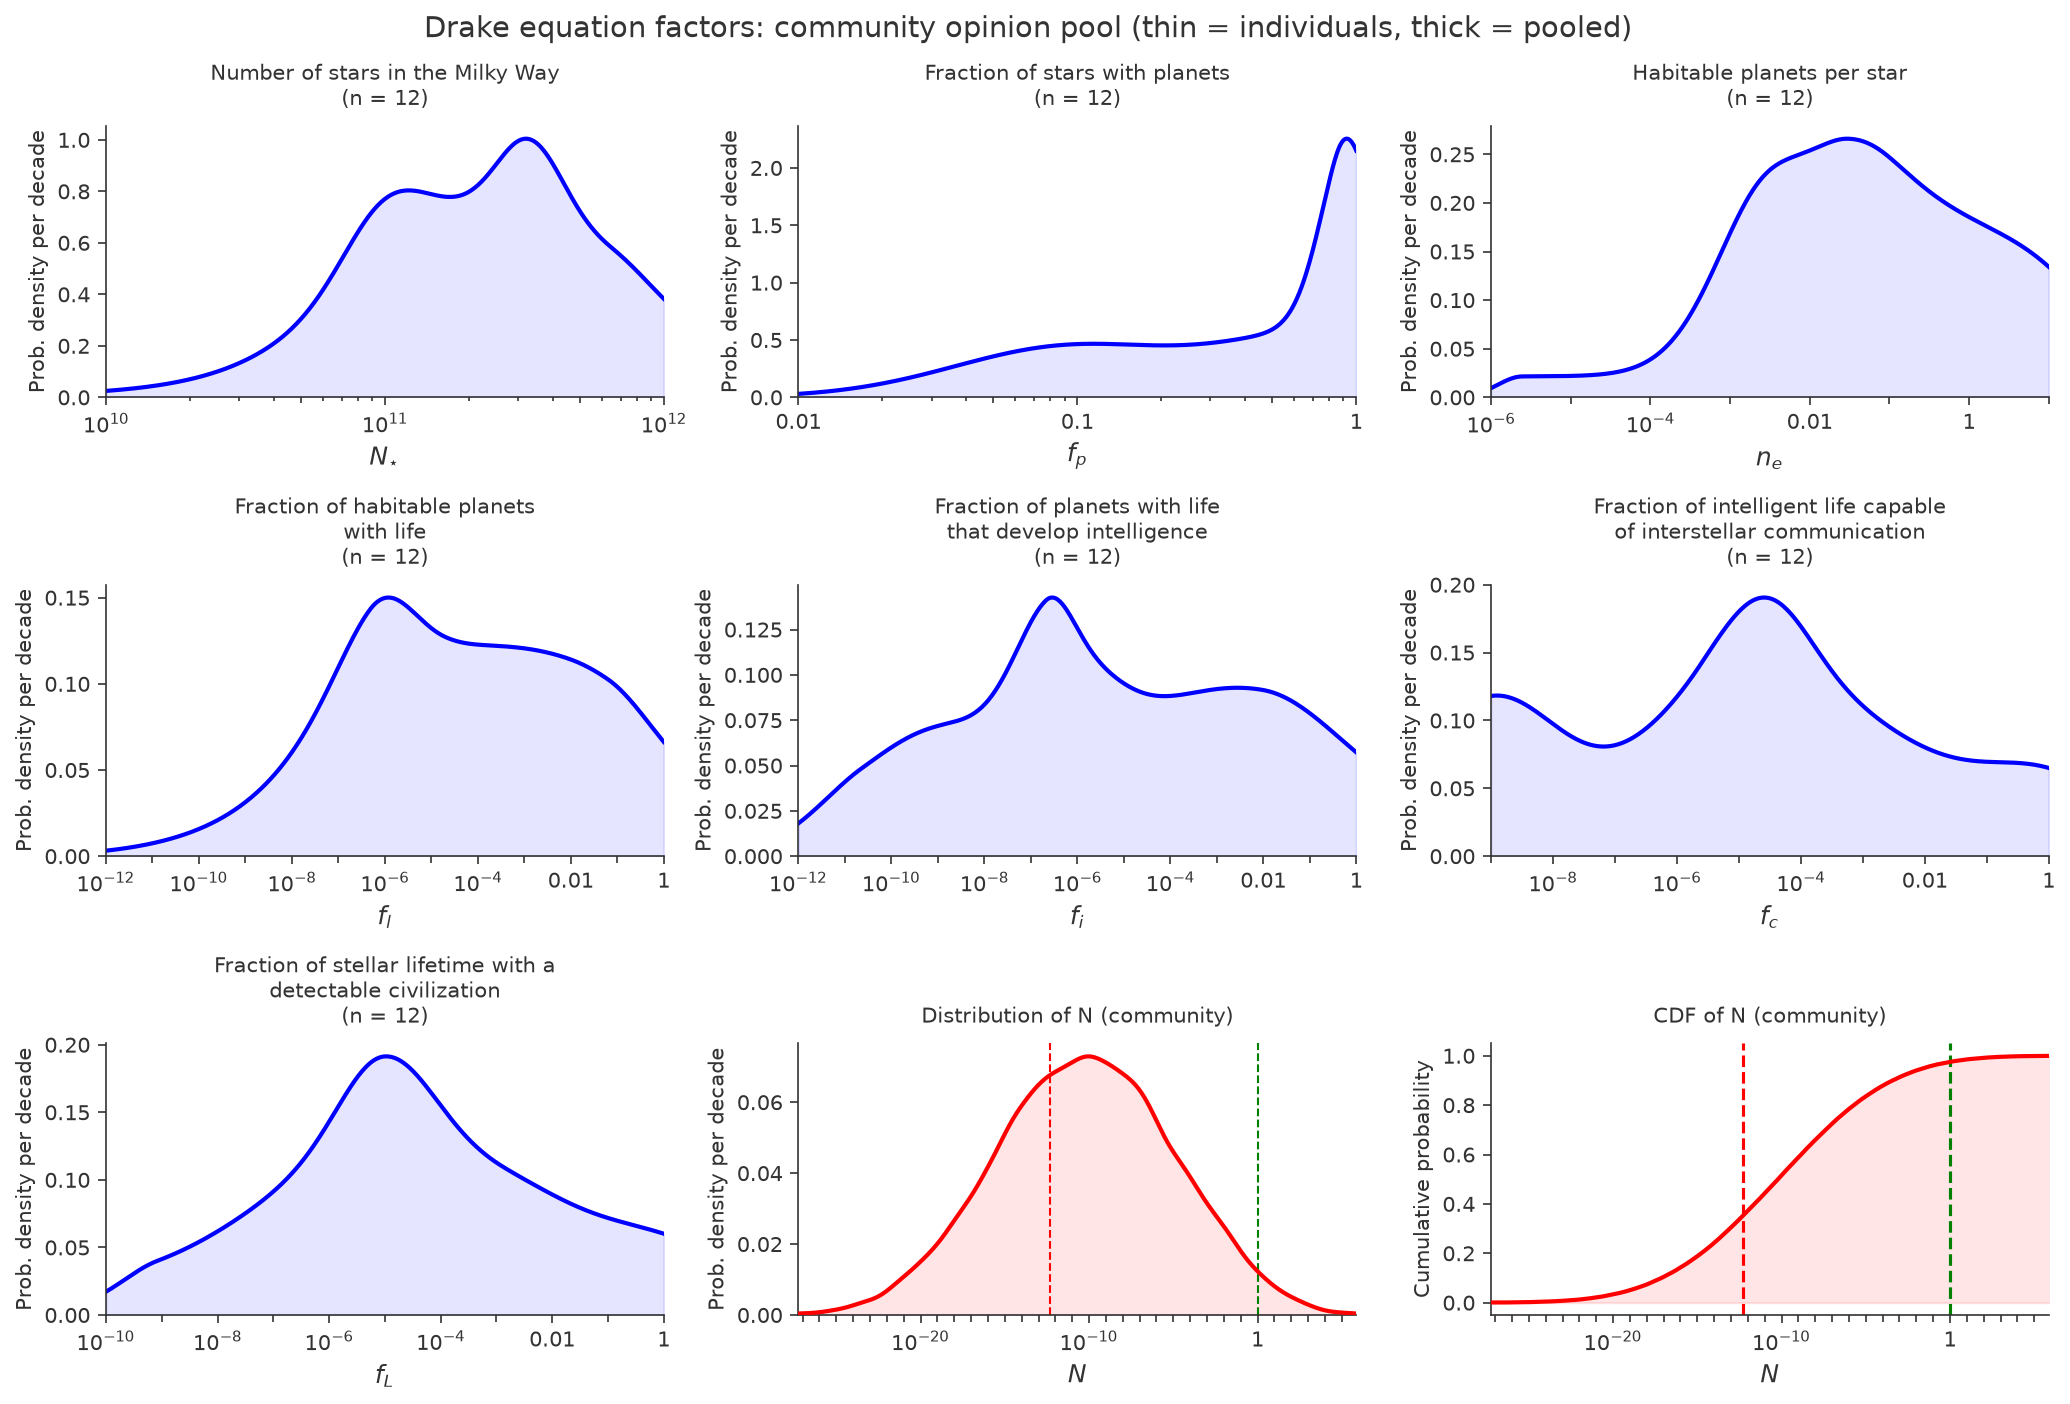 Drake equation factors: community opinion pool (thin = individuals, thick = pooled)
Number of stars in the Milky Way
(n = 12)
Prob. density per decade
1.0
0.8
0.6
0.4
0.2
0.0
10¹⁰
10¹¹
10¹²
N⋆
Fraction of stars with planets
(n = 12)
Prob. density per decade
2.0
1.5
1.0
0.5
0.0
0.01
0.1
1
fₚ
Habitable planets per star
(n = 12)
Prob. density per decade
0.25
0.20
0.15
0.10
0.05
0.00
10⁻⁶
10⁻⁴
0.01
1
nₑ
Fraction of habitable planets
with life
(n = 12)
Prob. density per decade
0.15
0.10
0.05
0.00
10⁻¹²
10⁻¹⁰
10⁻⁸
10⁻⁶
10⁻⁴
0.01
1
f_l
Fraction of planets with life
that develop intelligence
(n = 12)
Prob. density per decade
0.125
0.100
0.075
0.050
0.025
0.000
10⁻¹²
10⁻¹⁰
10⁻⁸
10⁻⁶
10⁻⁴
0.01
1
f_i
Fraction of intelligent life capable
of interstellar communication
(n = 12)
Prob. density per decade
0.20
0.15
0.10
0.05
0.00
10⁻⁸
10⁻⁶
10⁻⁴
0.01
1
f_c
Fraction of stellar lifetime with a
detectable civilization
(n = 12)
Prob. density per decade
0.20
0.15
0.10
0.05
0.00
10⁻¹⁰
10⁻⁸
10⁻⁶
10⁻⁴
0.01
1
f_L
Distribution of N (community)
Prob. density per decade
0.06
0.04
0.02
0.00
10⁻²⁰
10⁻¹⁰
1
N
CDF of N (community)
Cumulative probability
1.0
0.8
0.6
0.4
0.2
0.0
10⁻²⁰
10⁻¹⁰
1
N